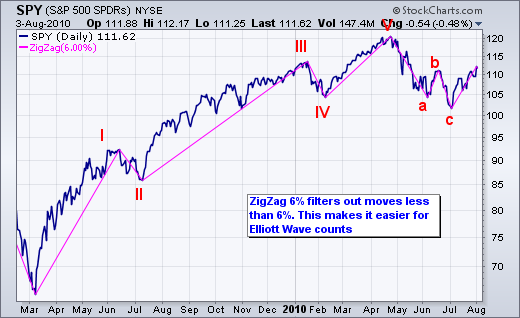 SPY (S&P 500 SPDRs) NYSE © StockCharts.com
3-Aug-2010 Op 111.88 Hi 112.17 Lo 111.25 Last 111.62 Vol 147.4M Chg -0.54 (-0.48%)
SPY (Daily) 111.62
ZigZag(6.00%)
I
II
III
IV
V
a
b
c
ZigZag 6% filters out moves less
than 6%. This makes it easier for
Elliott Wave counts
120
115
110
105
100
95
90
85
80
75
70
Mar Apr May Jun Jul Aug Sep Oct Nov Dec 2010 Feb Mar Apr May Jun Jul Aug